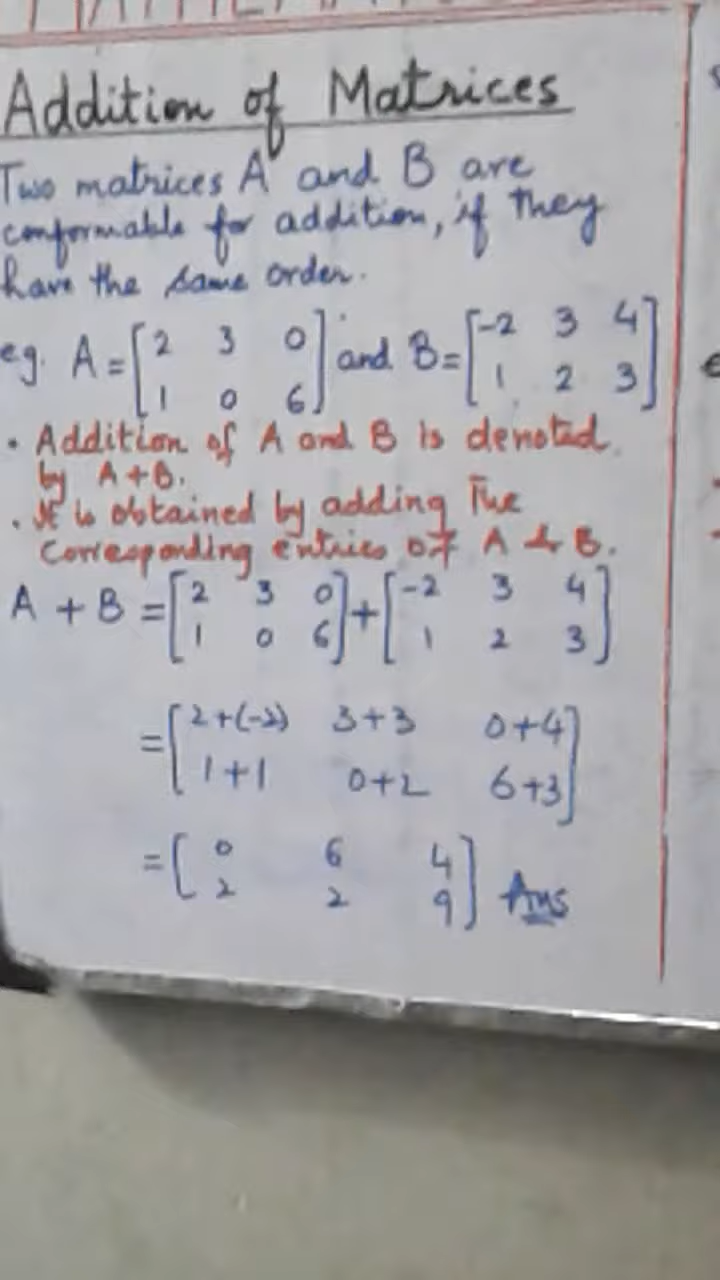 Addition of Matrices
Two matrices A and B are
conformable for addition, if they
have the same order.
eg. A = [2 3 0 and B = [-2 3 4
1 0 6] 1 2 3]
• Addition of A and B is denoted
by A+B.
• It is obtained by adding The
Corresponding entries of A & B.
A + B = [2 3 0 + [-2 3 4
1 0 6] 1 2 3]
= [2+(-2) 3+3 0+4
1+1 0+2 6+3]
= [0 6 4
2 2 9] Ans